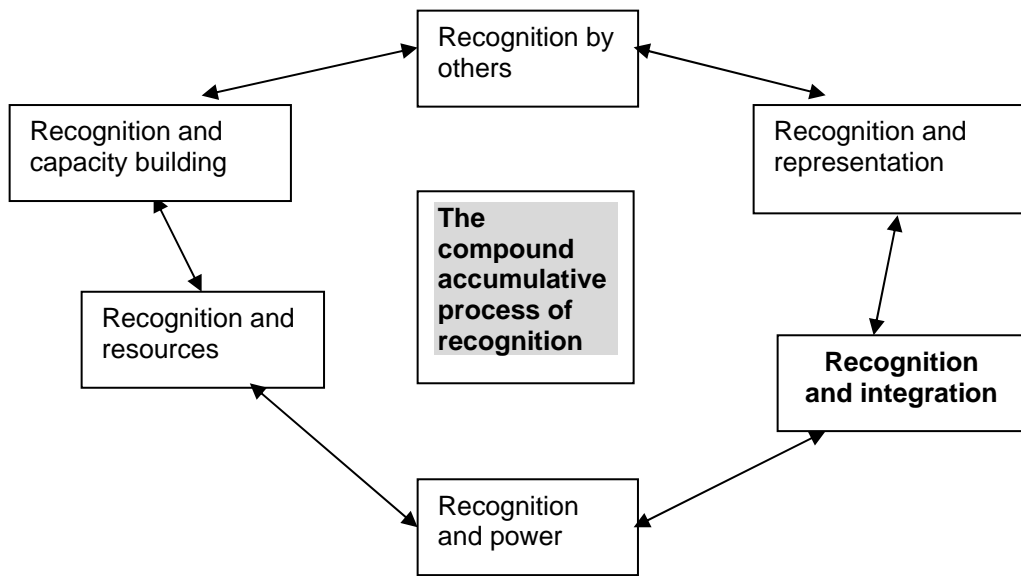 Recognition by
others
Recognition and
capacity building
Recognition and
representation
The
compound
accumulative
process of
recognition
Recognition and
resources
Recognition
and integration
Recognition
and power